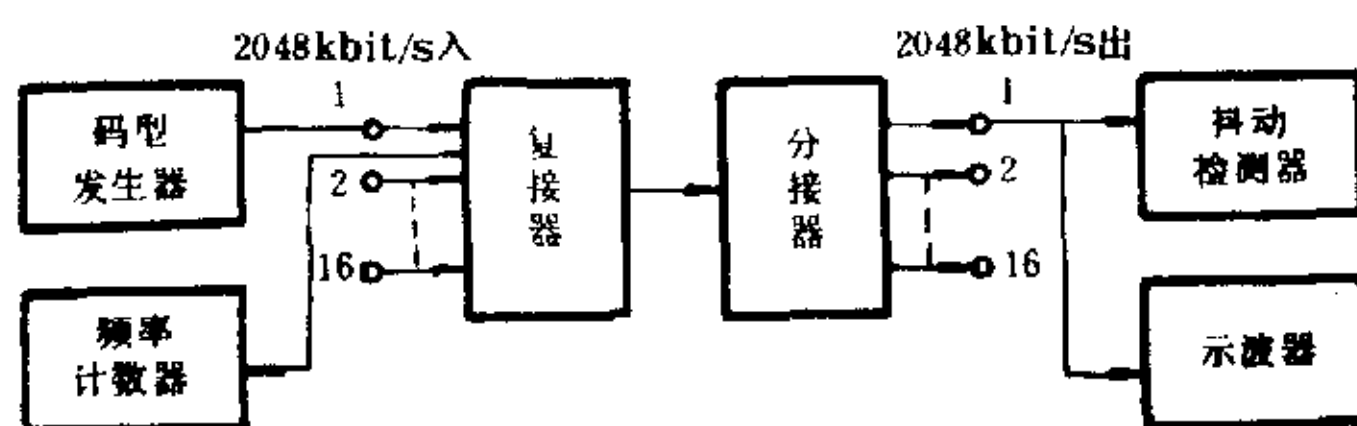 2048kbit/s入
2048kbit/s出
码型
发生器
1
2
16
复
接
器
分
接
器
1
2
16
抖动
检测器
频率
计数器
示波器